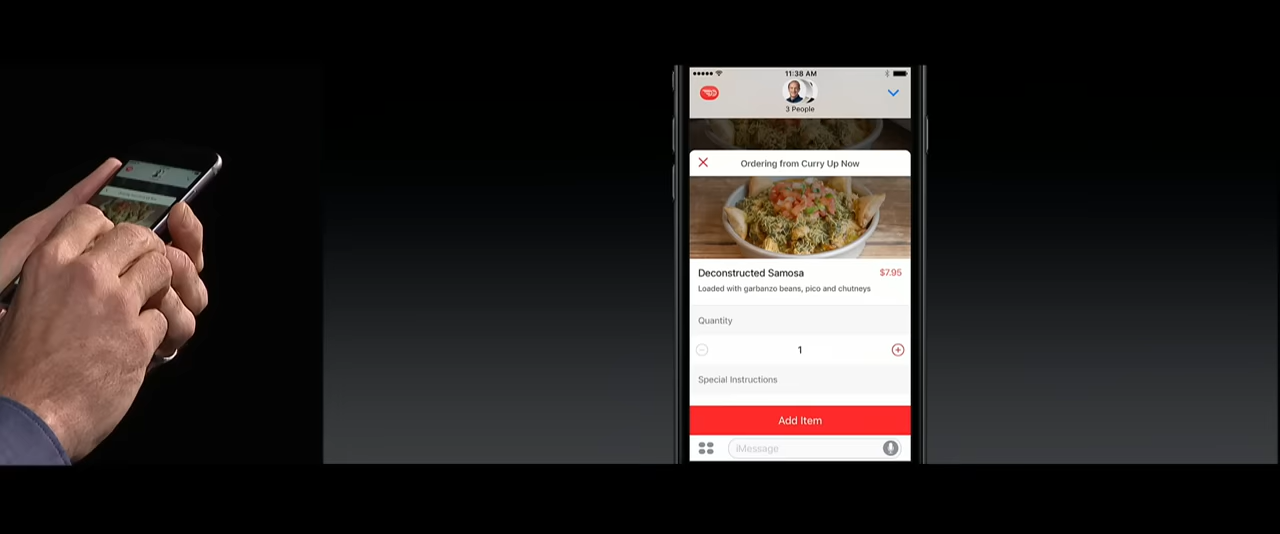 11:38 AM
3 People
Ordering from Curry Up Now
Deconstructed Samosa $7.95
Loaded with garbanzo beans, pico and chutneys
Quantity
1
Special Instructions
Add Item
iMessage